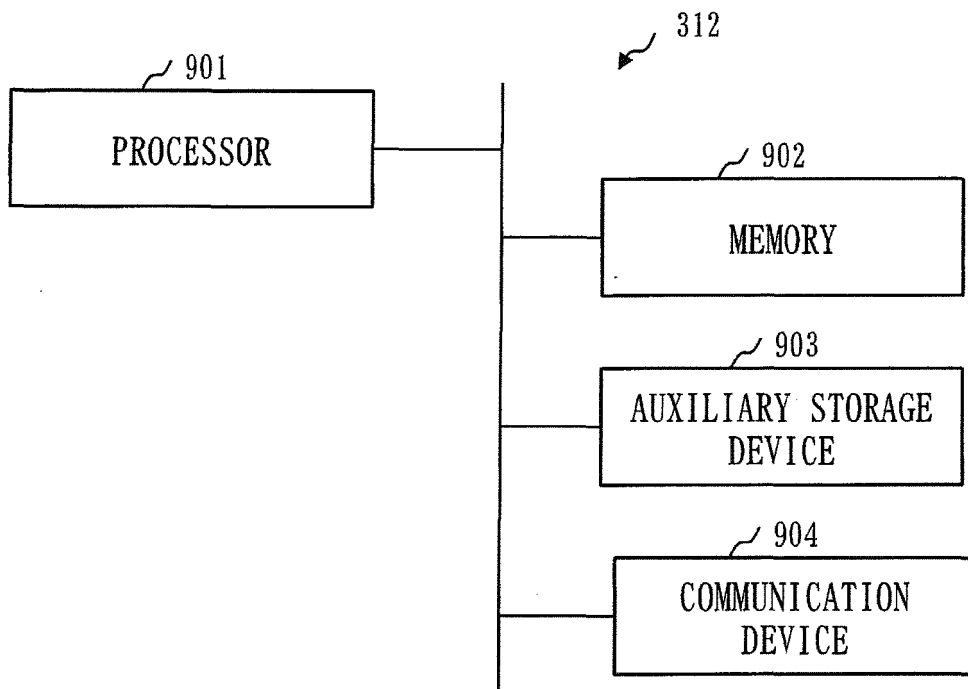 312
901
PROCESSOR
902
MEMORY
903
AUXILIARY STORAGE
DEVICE
904
COMMUNICATION
DEVICE